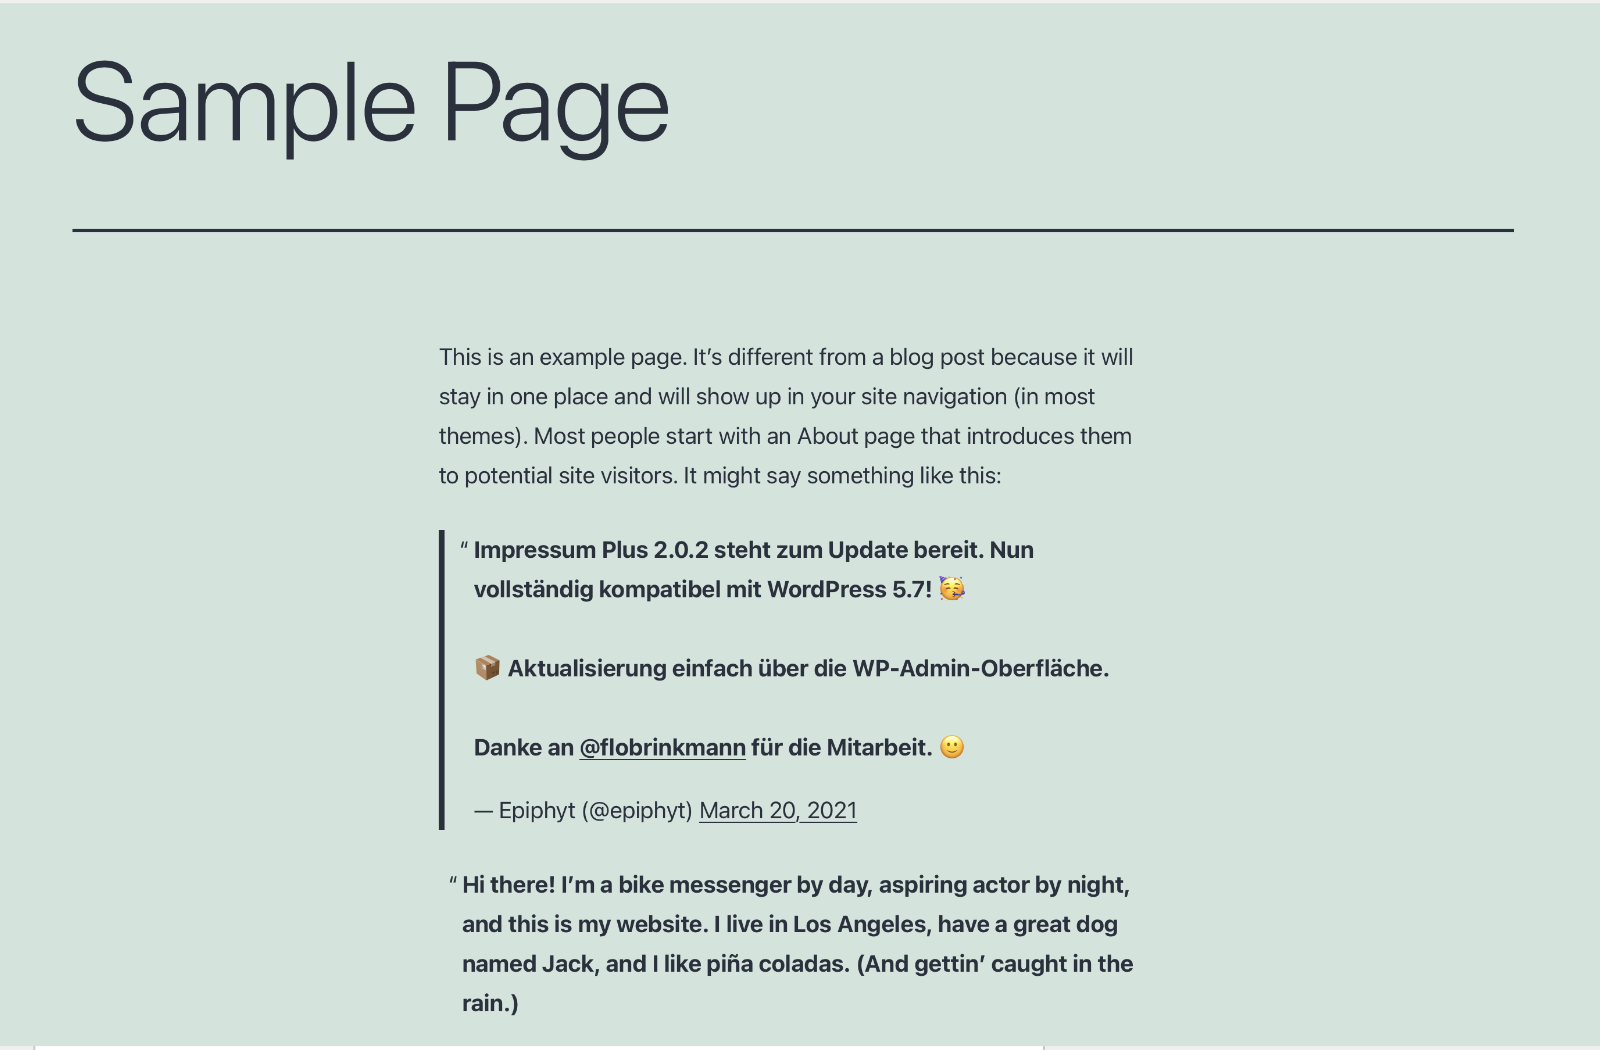 Sample Page
This is an example page. It’s different from a blog post because it will
stay in one place and will show up in your site navigation (in most
themes). Most people start with an About page that introduces them
to potential site visitors. It might say something like this:
“ Impressum Plus 2.0.2 steht zum Update bereit. Nun
vollständig kompatibel mit WordPress 5.7! 🥳
📦 Aktualisierung einfach über die WP-Admin-Oberfläche.
Danke an @flobrinkmann für die Mitarbeit. 🙂
— Epiphyt (@epiphyt) March 20, 2021
“ Hi there! I’m a bike messenger by day, aspiring actor by night,
and this is my website. I live in Los Angeles, have a great dog
named Jack, and I like piña coladas. (And gettin’ caught in the
rain.)